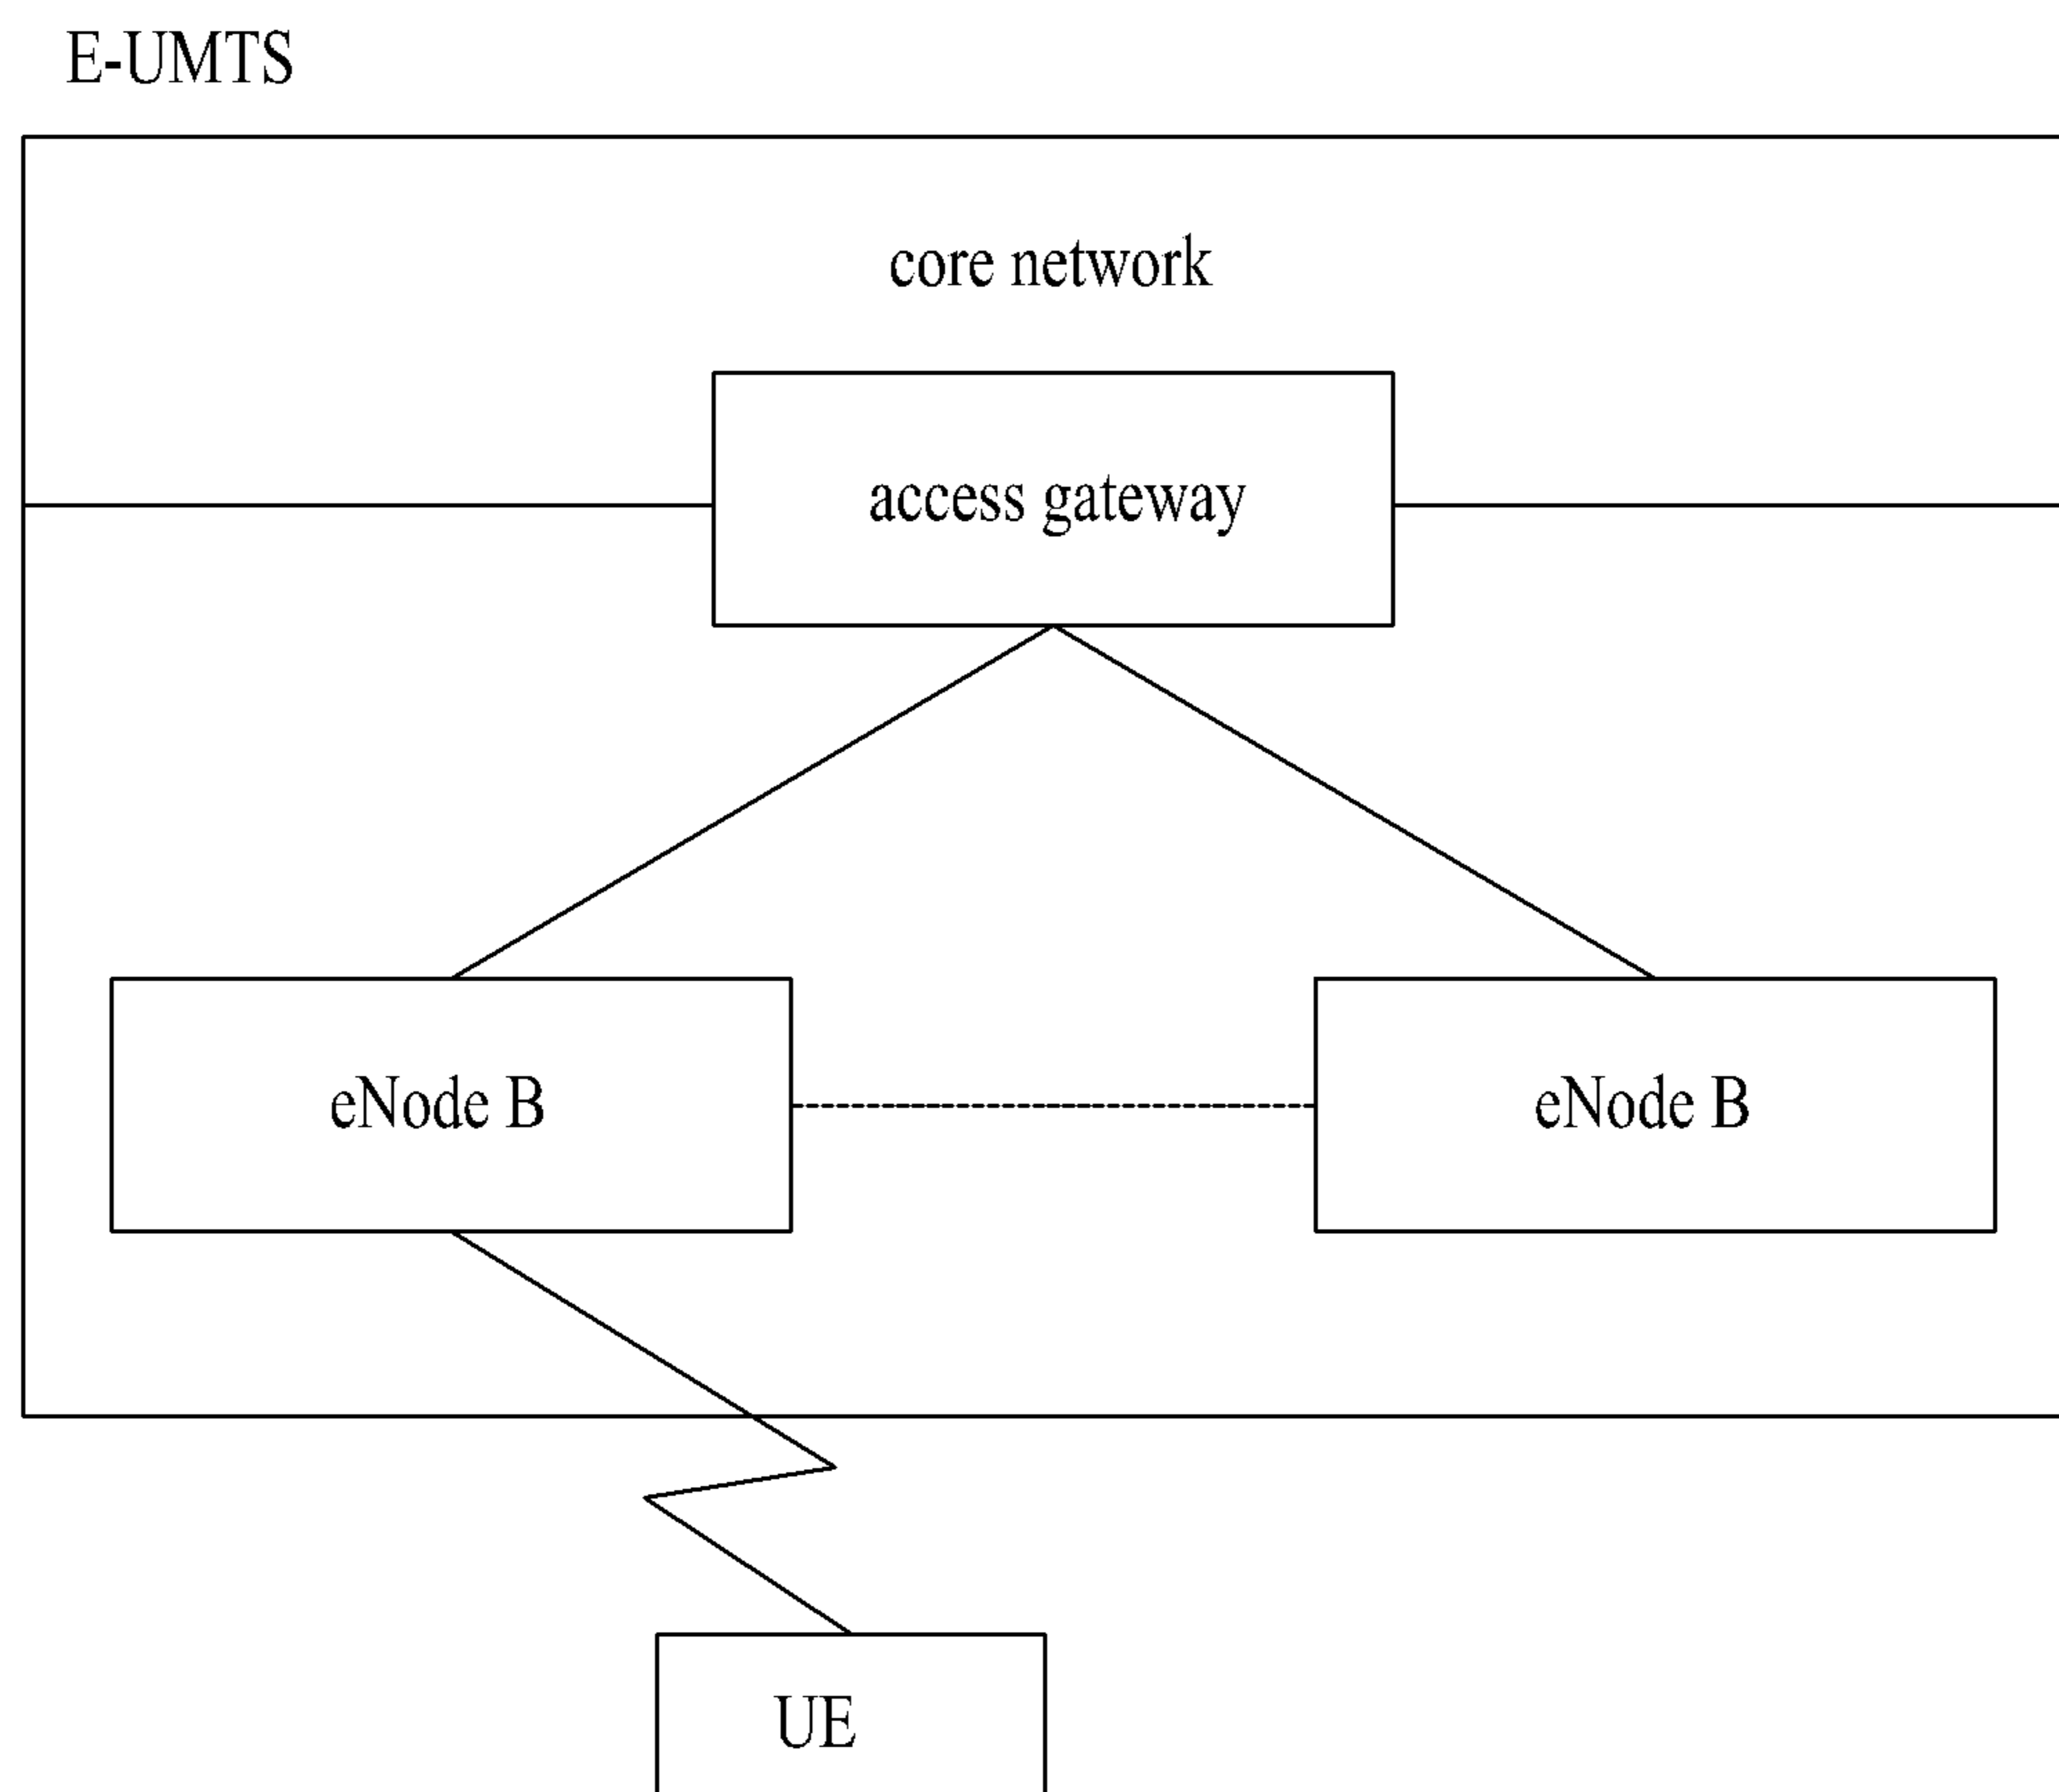 E-UMTS
core network
access gateway
eNode B
eNode B
UE